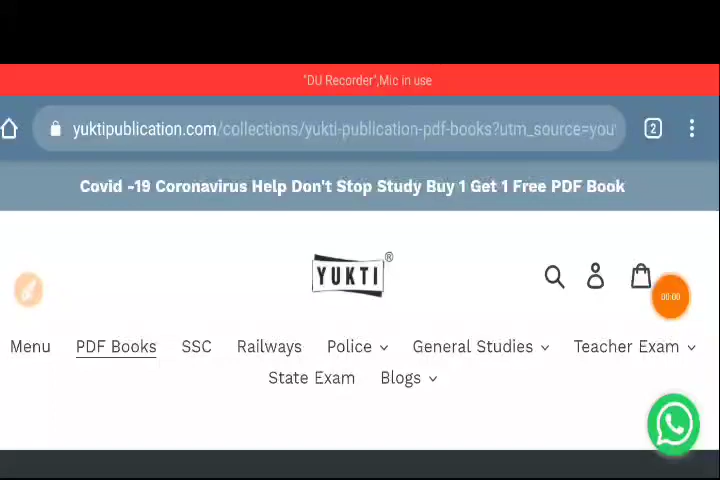 "DU Recorder",Mic in use
yuktipublication.com/collections/yukti-publication-pdf-books?utm_source=you
2
Covid -19 Coronavirus Help Don't Stop Study Buy 1 Get 1 Free PDF Book
YUKTI®
00:00
Menu PDF Books SSC Railways Police General Studies Teacher Exam
State Exam Blogs